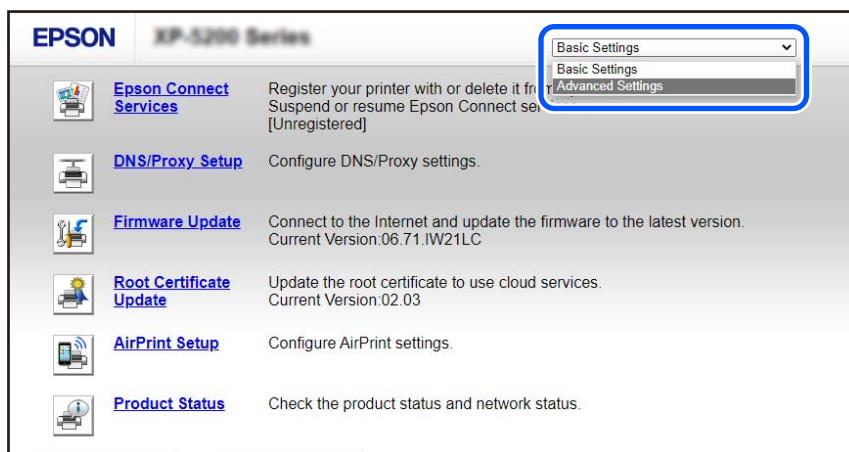 EPSON XP-5200 Series
Basic Settings
Basic Settings
Advanced Settings
Epson Connect
Services
Register your printer with or delete it
Suspend or resume Epson Connect
[Unregistered]
DNS/Proxy Setup
Configure DNS/Proxy settings.
Firmware Update
Connect to the Internet and update the firmware to the latest version.
Current Version:06.71.IW21LC
Root Certificate
Update
Update the root certificate to use cloud services.
Current Version:02.03
AirPrint Setup
Configure AirPrint settings.
Product Status
Check the product status and network status.